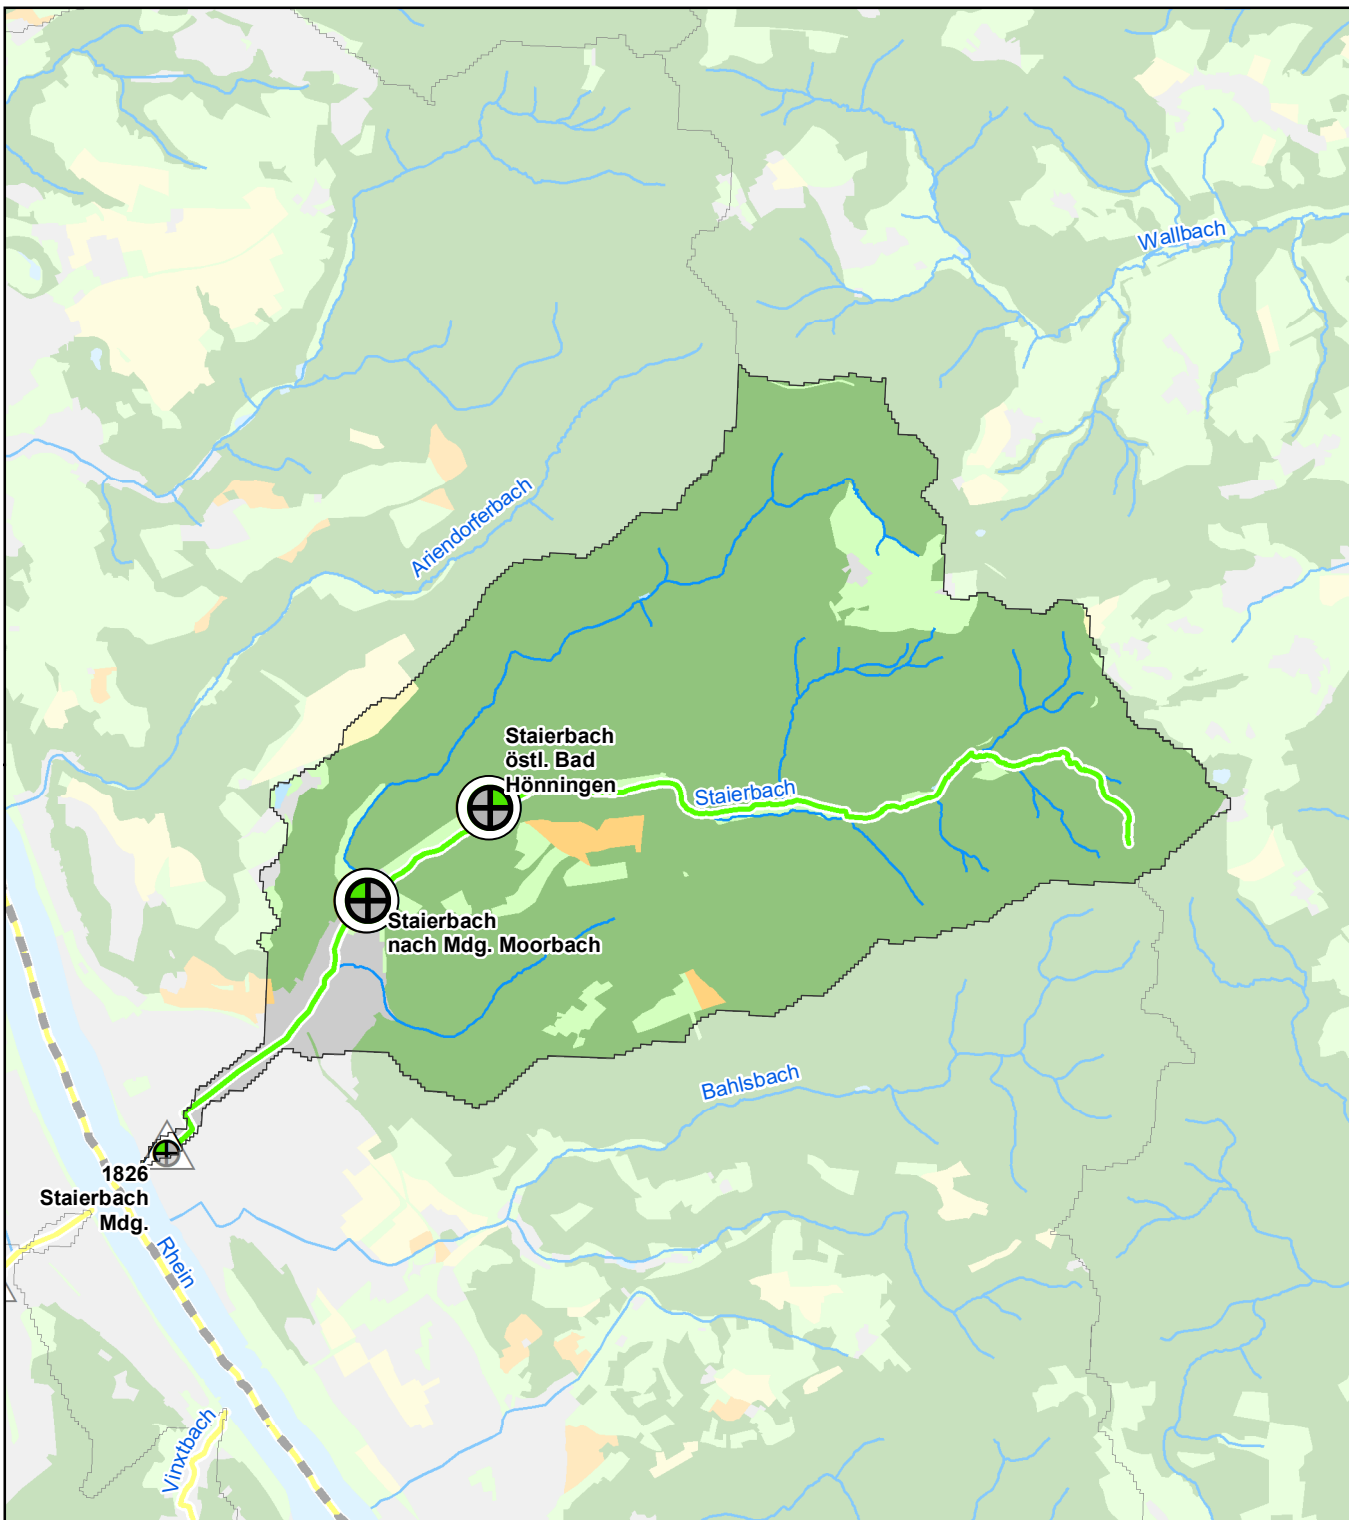 Wallbach
Ariendorferbach
Staierbach
östl. Bad
Hönningen
Staierbach
Staierbach
nach Mdg. Moorbach
Bahlsbach
1826
Staierbach
Mdg.
Rhein
Vinxtbach